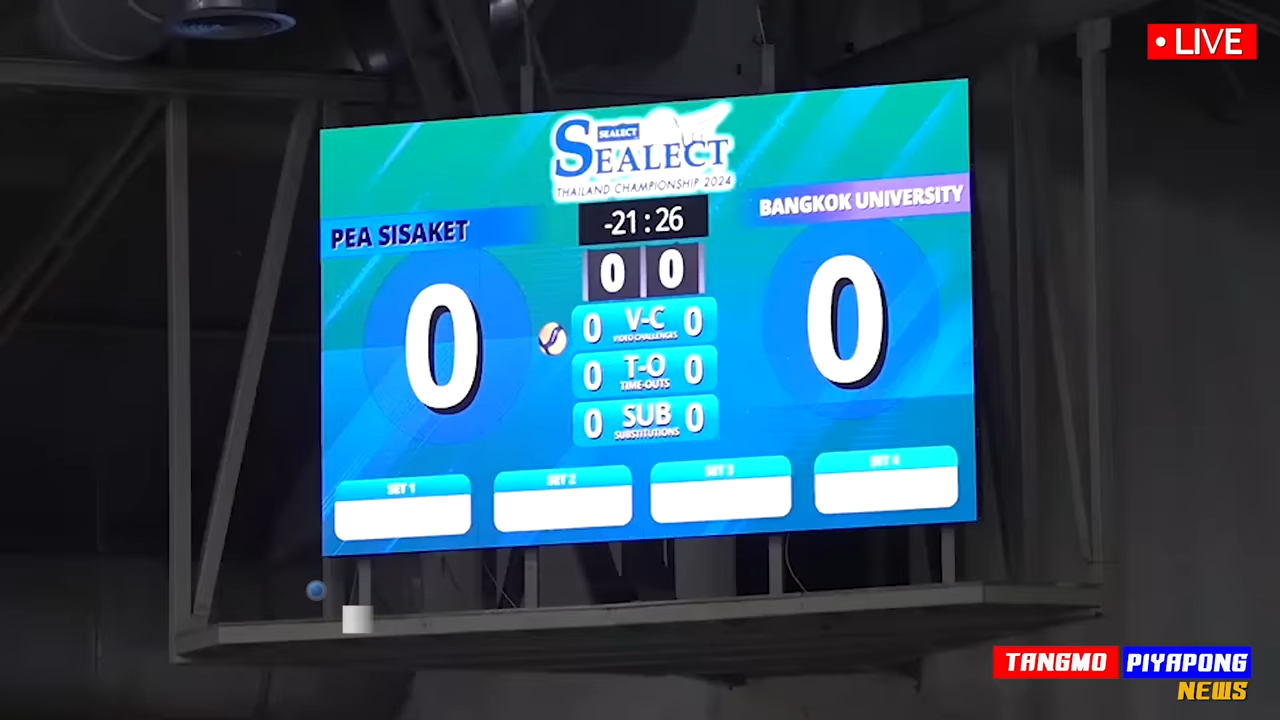 • LIVE
SEALECT
SEALECT
THAILAND CHAMPIONSHIP 2024
PEA SISAKET
BANGKOK UNIVERSITY
-21 : 26
0 0
0 0
0 V-C 0
VIDEO CHALLENGES
0 T-O 0
TIME-OUTS
0 SUB 0
SUBSTITUTIONS
SET 1 SET 2 SET 3 SET 4
TANGMO PIYAPONG
NEWS